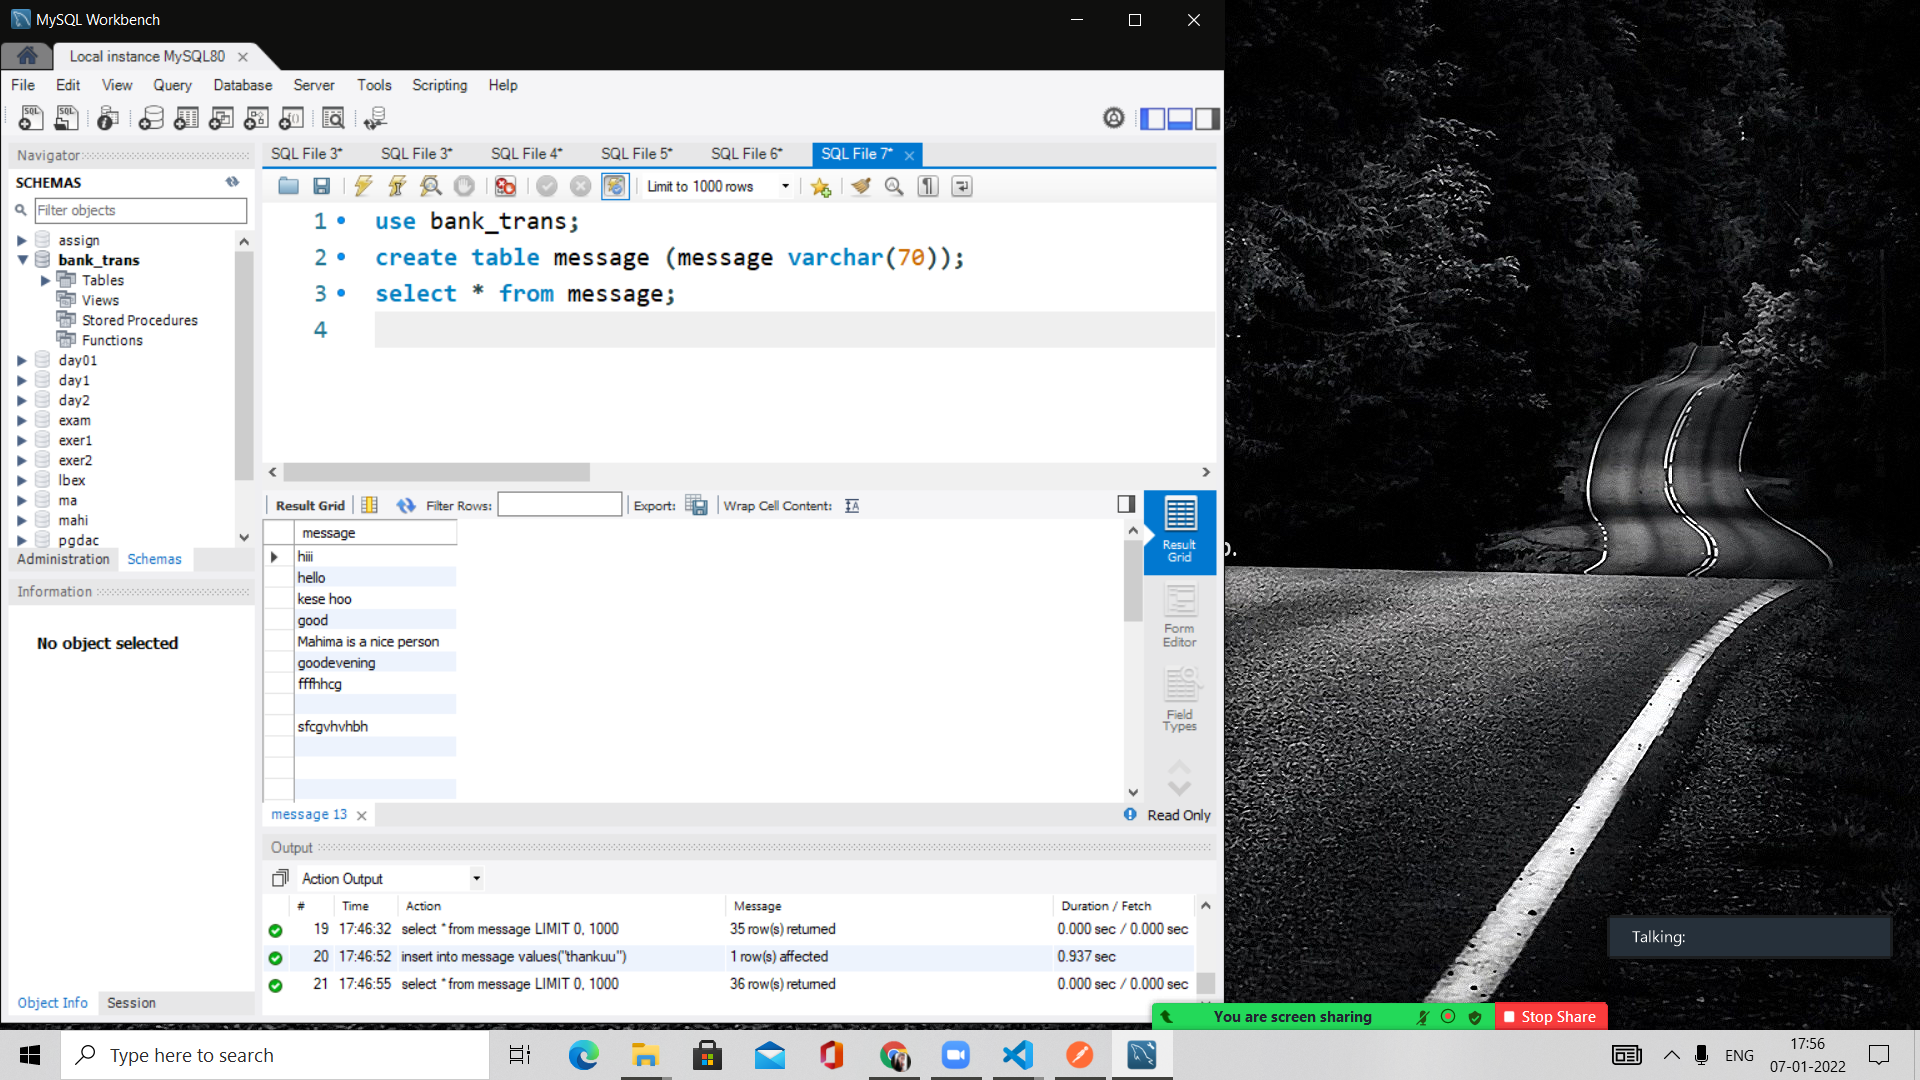 MySQL Workbench
Local instance MySQL80
File Edit View Query Database Server Tools Scripting Help
Navigator
SCHEMAS
Filter objects
assign
bank_trans
Tables
Views
Stored Procedures
Functions
day01
day1
day2
exam
exer1
exer2
lbex
ma
mahi
pgdac
Administration Schemas
Information
No object selected
Object Info Session
SQL File 3* SQL File 3* SQL File 4* SQL File 5* SQL File 6* SQL File 7*
Limit to 1000 rows
1 use bank_trans;
2 create table message (message varchar(70));
3 select * from message;
4
Result Grid Filter Rows: Export: Wrap Cell Content:
message
hiii
hello
kese hoo
good
Mahima is a nice person
goodevening
fffhhcg
sfcgvhvhbh
Result Grid
Form Editor
Field Types
message 13
Read Only
Output
Action Output
# Time Action Message Duration / Fetch
19 17:46:32 select * from message LIMIT 0, 1000 35 row(s) returned 0.000 sec / 0.000 sec
20 17:46:52 insert into message values("thankuu") 1 row(s) affected 0.937 sec
21 17:46:55 select * from message LIMIT 0, 1000 36 row(s) returned 0.000 sec / 0.000 sec
Talking:
You are screen sharing Stop Share
Type here to search
ENG
17:56
07-01-2022